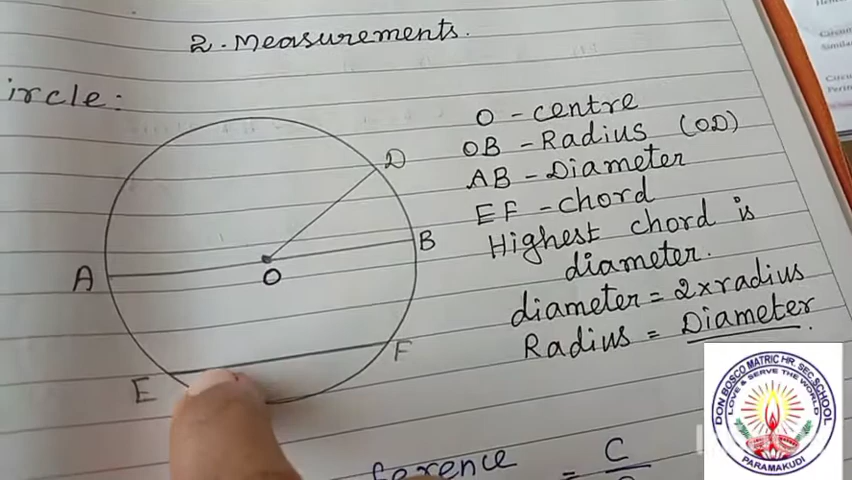 2. Measurements.
ircle:
O - centre
OB - Radius (OD)
AB - Diameter
EF - chord
Highest chord is
diameter.
diameter = 2 x radius
Radius = Diameter
D
B
A
O
F
E
ference = C
DON BOSCO MATRIC HR. SEC SCHOOL
LOVE & SERVE THE WORLD
PARAMAKUDI